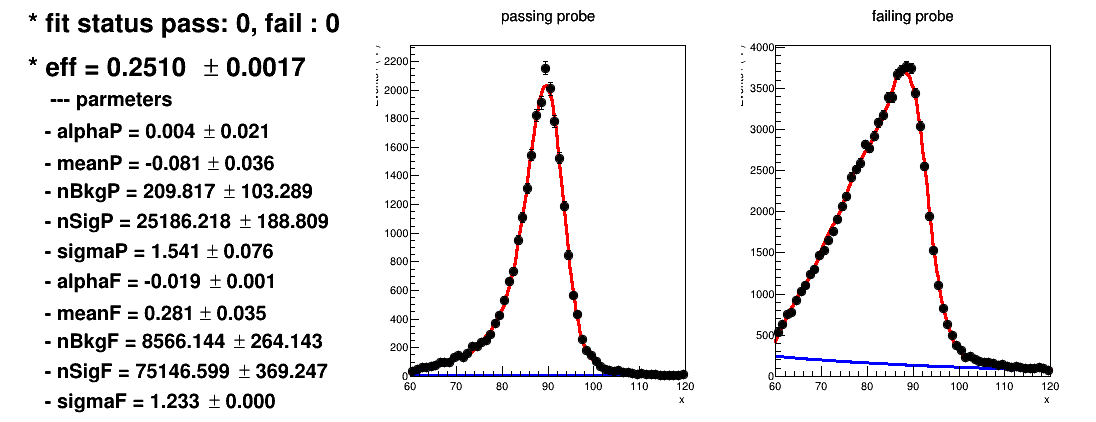 * fit status pass: 0, fail : 0
* eff = 0.2510 ± 0.0017
--- parmeters
- alphaP = 0.004 ± 0.021
- meanP = -0.081 ± 0.036
- nBkgP = 209.817 ± 103.289
- nSigP = 25186.218 ± 188.809
- sigmaP = 1.541 ± 0.076
- alphaF = -0.019 ± 0.001
- meanF = 0.281 ± 0.035
- nBkgF = 8566.144 ± 264.143
- nSigF = 75146.599 ± 369.247
- sigmaF = 1.233 ± 0.000
passing probe
2200
2000
1800
1600
1400
1200
1000
800
600
400
200
0
60 70 80 90 100 110 120
x
failing probe
4000
3500
3000
2500
2000
1500
1000
500
0
60 70 80 90 100 110 120
x